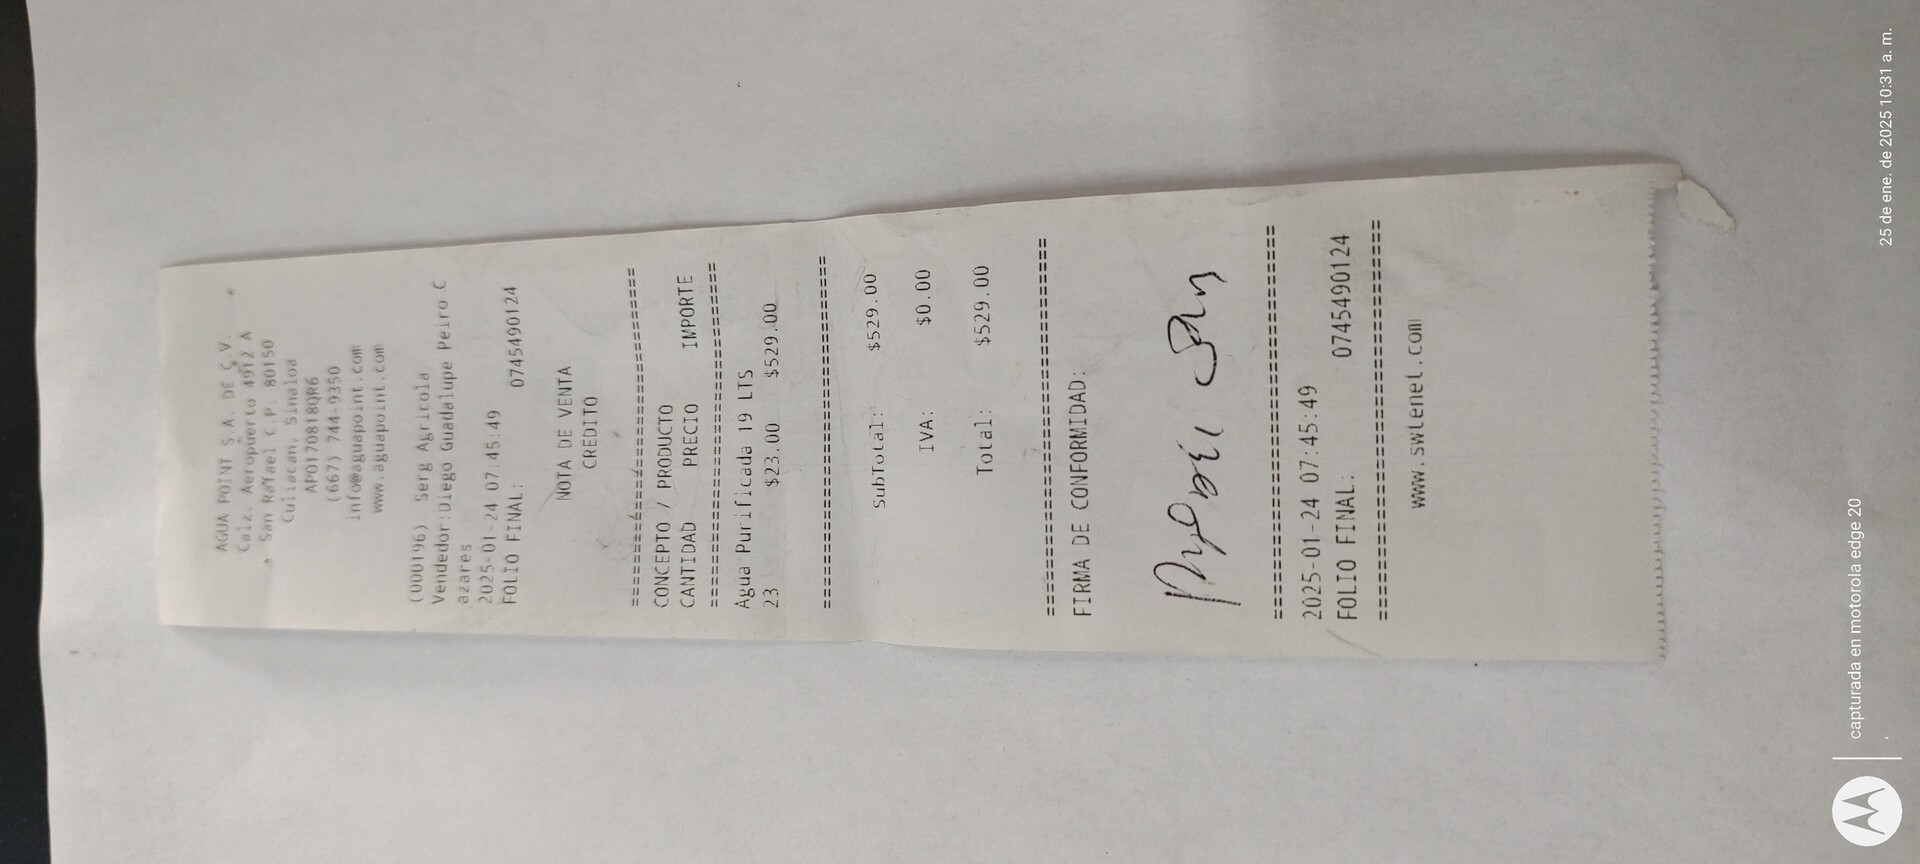 AGUA POINT S.A. DE C.V.
Calz. Aeropuerto 4912 A
San Rafael C.P. 80150
Culiacan, Sinaloa
APO170818QR6
(667) 744-9350
info@aguapoint.com
www.aguapoint.com
(000196) Serg Agricola
Vendedor:Diego Guadalupe Peiro C
azares
2025-01-24 07:45:49
FOLIO FINAL: 0745490124
NOTA DE VENTA
CREDITO
================================
CONCEPTO / PRODUCTO
CANTIDAD PRECIO IMPORTE
================================
Agua Purificada 19 LTS
23 $23.00 $529.00
================================
SubTotal: $529.00
IVA: $0.00
Total: $529.00
================================
FIRMA DE CONFORMIDAD:
================================
2025-01-24 07:45:49
FOLIO FINAL: 0745490124
================================
www.swtenet.com
capturada en motorola edge 20
25 de ene. de 2025 10:31 a. m.